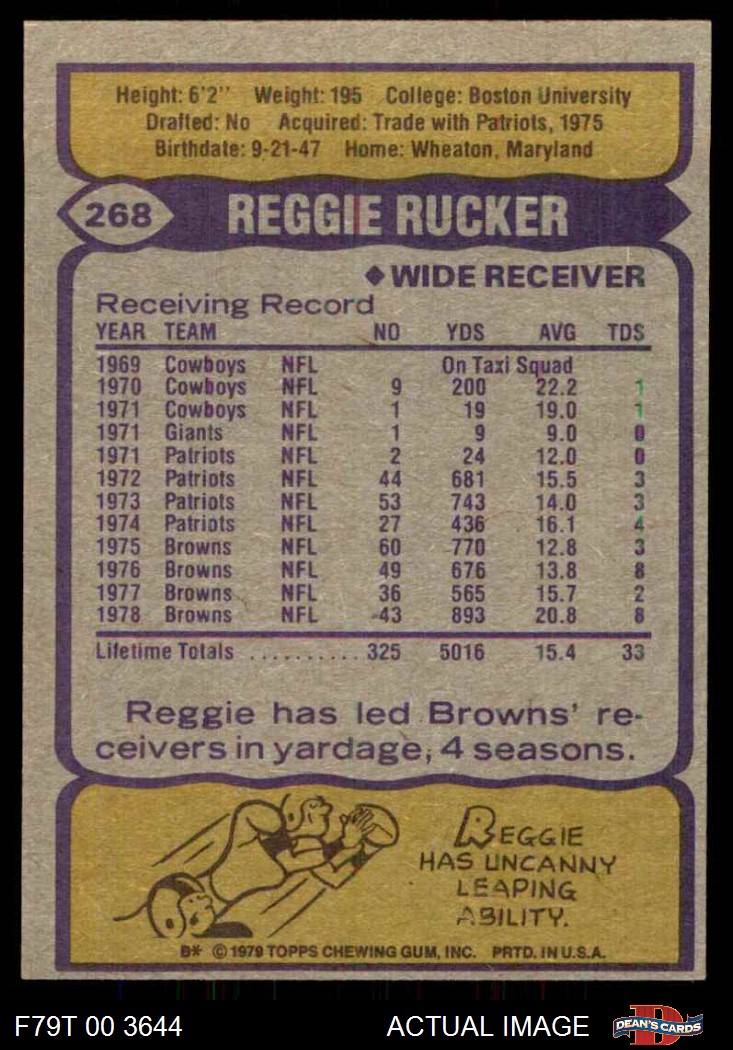 Height: 6'2'' Weight: 195 College: Boston University
Drafted: No Acquired: Trade with Patriots, 1975
Birthdate: 9-21-47 Home: Wheaton, Maryland
268 REGGIE RUCKER
◆ WIDE RECEIVER
Receiving Record
YEAR TEAM NO YDS AVG TDS
1969 Cowboys NFL On Taxi Squad
1970 Cowboys NFL 9 200 22.2 1
1971 Cowboys NFL 1 19 19.0 1
1971 Giants NFL 1 9 9.0 0
1971 Patriots NFL 2 24 12.0 0
1972 Patriots NFL 44 681 15.5 3
1973 Patriots NFL 53 743 14.0 3
1974 Patriots NFL 27 436 16.1 4
1975 Browns NFL 60 770 12.8 3
1976 Browns NFL 49 676 13.8 8
1977 Browns NFL 36 565 15.7 2
1978 Browns NFL 43 893 20.8 8
Lifetime Totals .......... 325 5016 15.4 33
Reggie has led Browns' re-
ceivers in yardage, 4 seasons.
REGGIE
HAS UNCANNY
LEAPING
ABILITY.
B* © 1979 TOPPS CHEWING GUM, INC. PRTD. IN U.S.A.
F79T 00 3644 ACTUAL IMAGE D DEAN'S CARDS